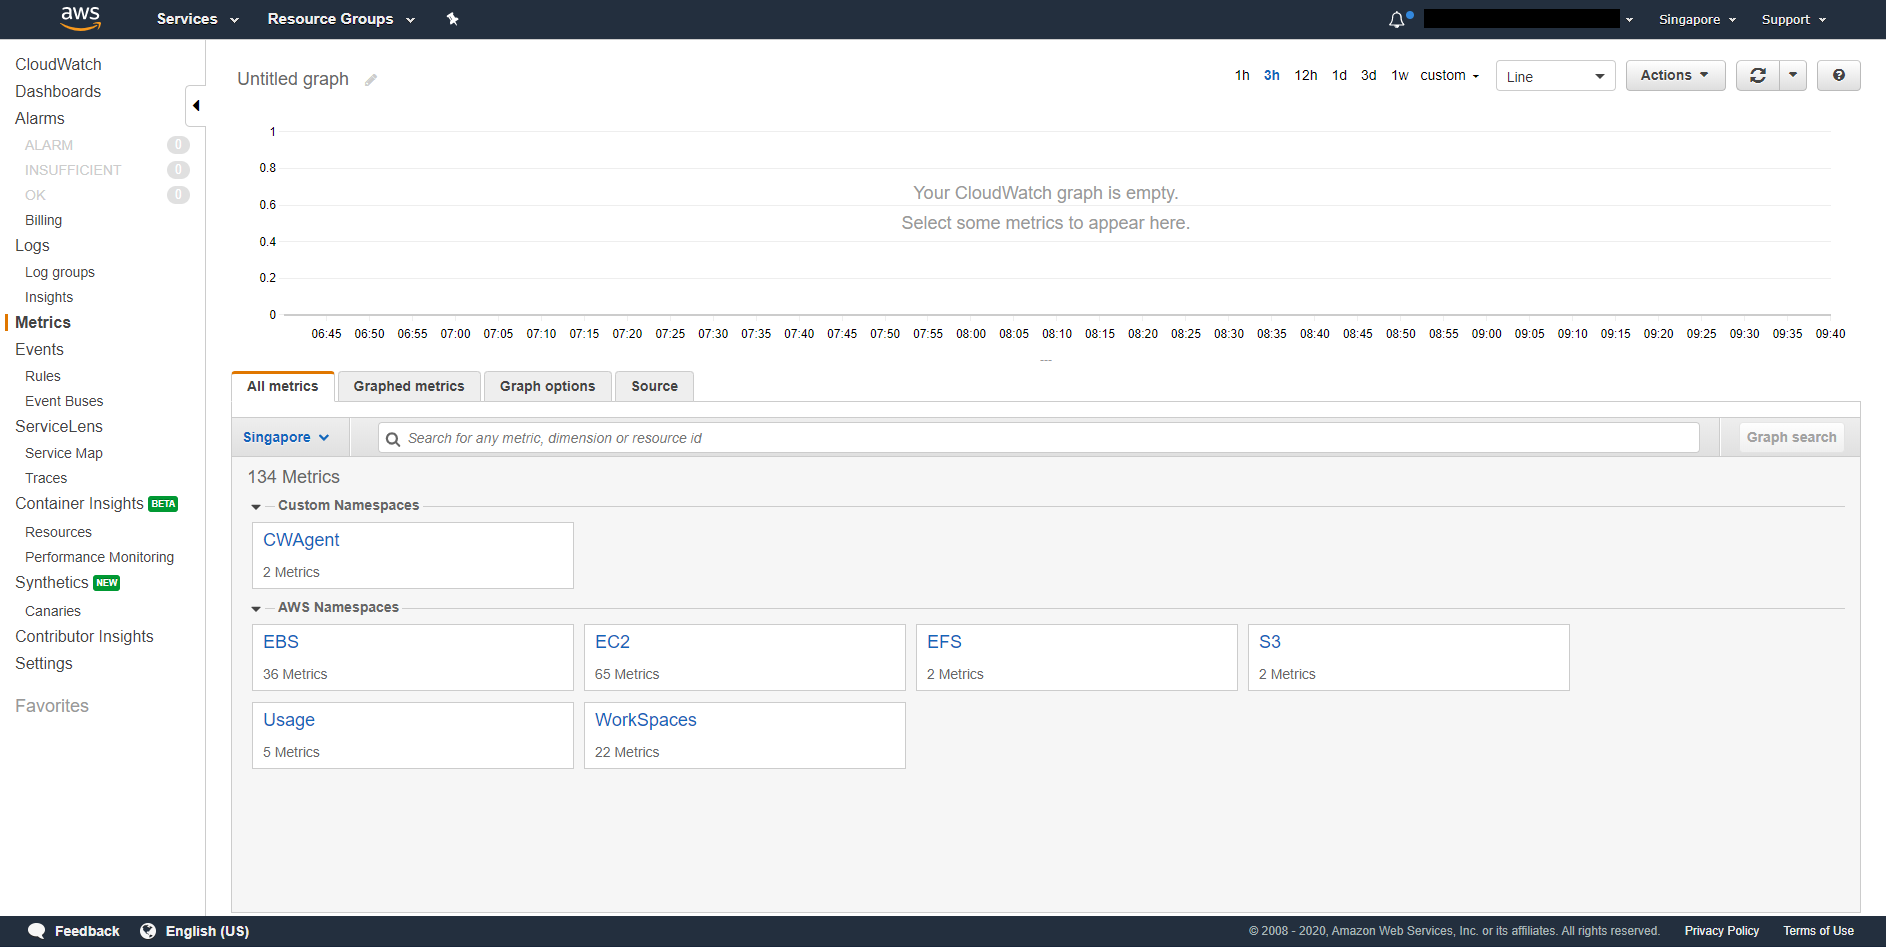 aws
Services
Resource Groups
Singapore
Support
CloudWatch
Dashboards
Alarms
ALARM 0
INSUFFICIENT 0
OK 0
Billing
Logs
Log groups
Insights
Metrics
Events
Rules
Event Buses
ServiceLens
Service Map
Traces
Container Insights BETA
Resources
Performance Monitoring
Synthetics NEW
Canaries
Contributor Insights
Settings
Favorites
Untitled graph
1h 3h 12h 1d 3d 1w custom
Line
Actions
?
1
0.8
0.6
0.4
0.2
0
Your CloudWatch graph is empty.
Select some metrics to appear here.
06:45 06:50 06:55 07:00 07:05 07:10 07:15 07:20 07:25 07:30 07:35 07:40 07:45 07:50 07:55 08:00 08:05 08:10 08:15 08:20 08:25 08:30 08:35 08:40 08:45 08:50 08:55 09:00 09:05 09:10 09:15 09:20 09:25 09:30 09:35 09:40
---
All metrics
Graphed metrics
Graph options
Source
Singapore
Search for any metric, dimension or resource id
Graph search
134 Metrics
Custom Namespaces
CWAgent
2 Metrics
AWS Namespaces
EBS
36 Metrics
EC2
65 Metrics
EFS
2 Metrics
S3
2 Metrics
Usage
5 Metrics
WorkSpaces
22 Metrics
Feedback
English (US)
© 2008 - 2020, Amazon Web Services, Inc. or its affiliates. All rights reserved.
Privacy Policy
Terms of Use